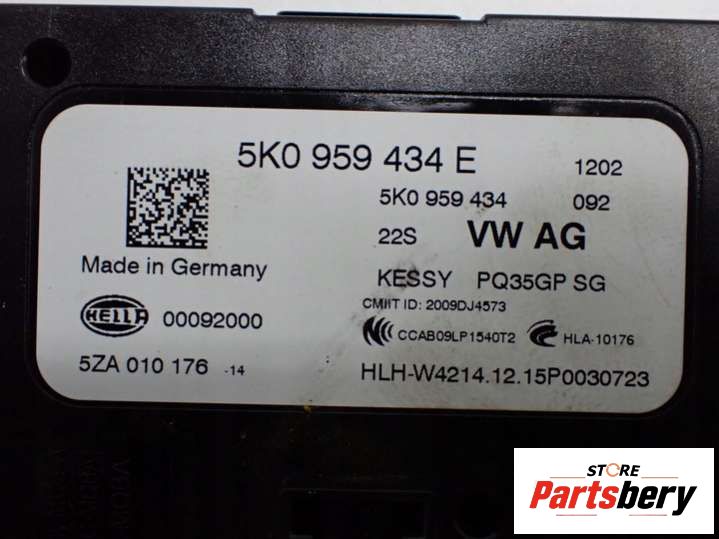 5K0 959 434 E 1202
5K0 959 434 092
22S VW AG
Made in Germany
KESSY PQ35GP SG
CMIIT ID: 2009DJ4573
HELLA 00092000
CCAB09LP1540T2 HLA-10176
5ZA 010 176 -14
HLH-W4214.12.15P0030723
STORE
Partsbery